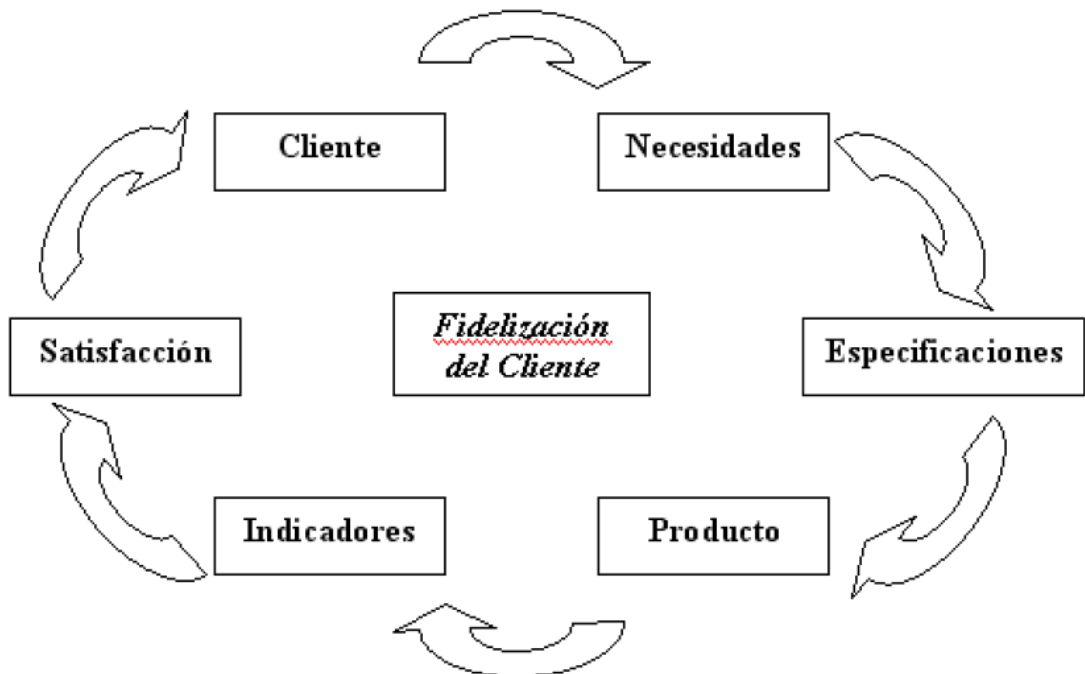 Cliente
Necesidades
Satisfacción
Fidelización
del Cliente
Especificaciones
Indicadores
Producto